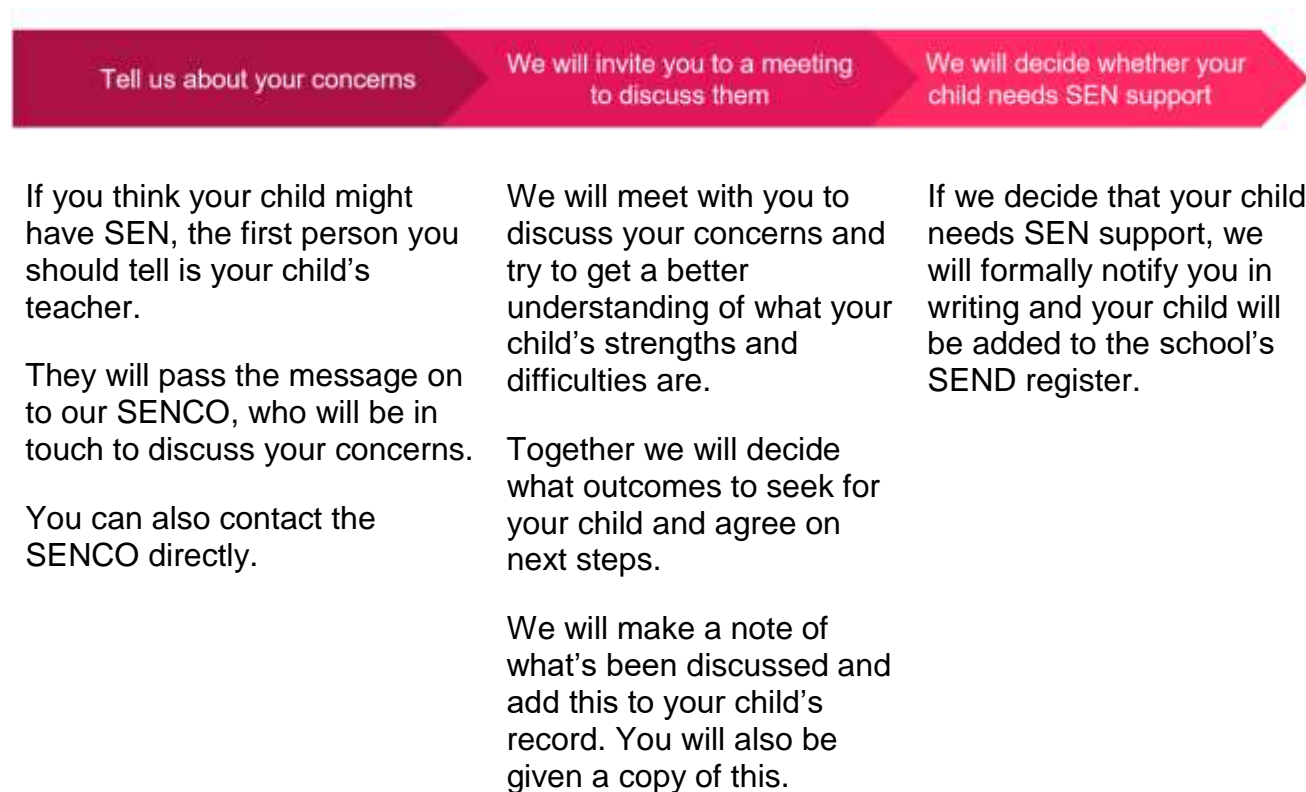 Tell us about your concerns
We will invite you to a meeting
to discuss them
We will decide whether your
child needs SEN support
If you think your child might
have SEN, the first person you
should tell is your child’s
teacher.
They will pass the message on
to our SENCO, who will be in
touch to discuss your concerns.
You can also contact the
SENCO directly.
We will meet with you to
discuss your concerns and
try to get a better
understanding of what your
child’s strengths and
difficulties are.
Together we will decide
what outcomes to seek for
your child and agree on
next steps.
We will make a note of
what’s been discussed and
add this to your child’s
record. You will also be
given a copy of this.
If we decide that your child
needs SEN support, we
will formally notify you in
writing and your child will
be added to the school’s
SEND register.